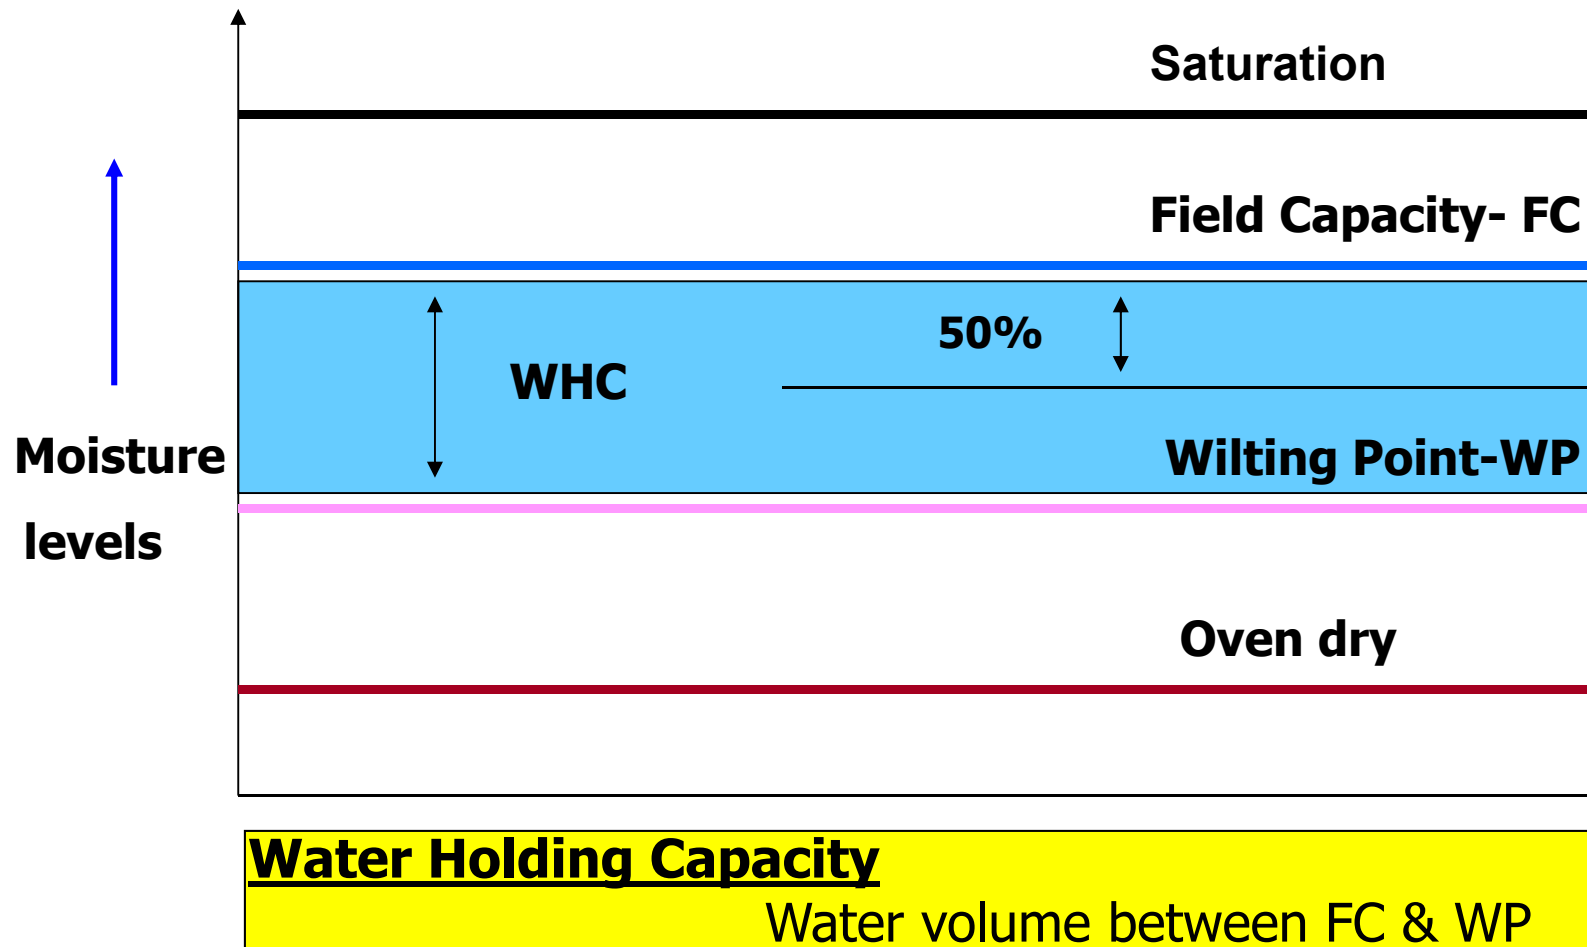 Saturation
Field Capacity- FC
50%
WHC
Moisture
levels
Wilting Point-WP
Oven dry
Water Holding Capacity
Water volume between FC & WP